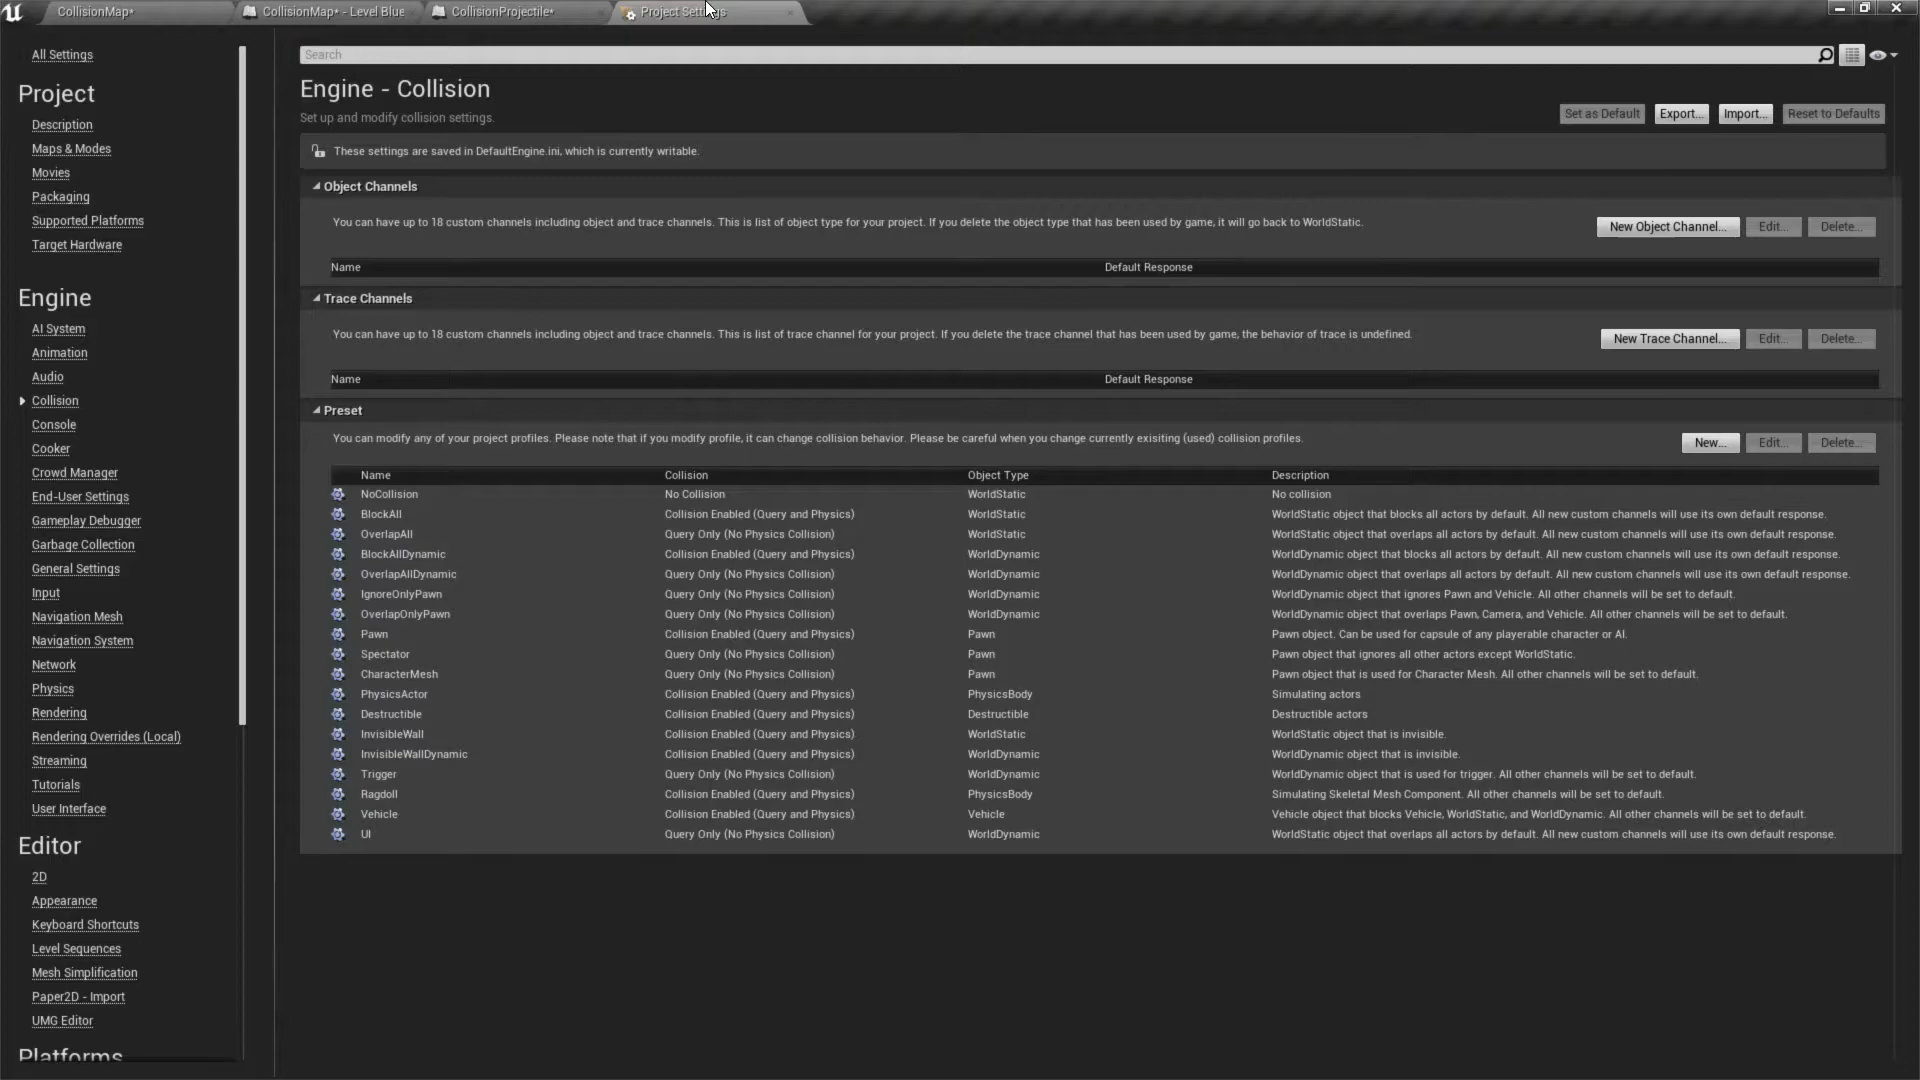 CollisionMap*
CollisionMap* - Level Blue
CollisionProjectile*
All Settings
Project
Description
Maps & Modes
Movies
Packaging
Supported Platforms
Target Hardware
Engine
AI System
Animation
Audio
Collision
Console
Cooker
Crowd Manager
End-User Settings
Gameplay Debugger
Garbage Collection
General Settings
Input
Navigation Mesh
Navigation System
Network
Physics
Rendering
Rendering Overrides (Local)
Streaming
Tutorials
User Interface
Editor
2D
Appearance
Keyboard Shortcuts
Level Sequences
Mesh Simplification
Paper2D - Import
UMG Editor
Platforms
Search
Engine - Collision
Set up and modify collision settings.
Set as Default Export... Import... Reset to Defaults
These settings are saved in DefaultEngine.ini, which is currently writable.
Object Channels
You can have up to 18 custom channels including object and trace channels. This is list of object type for your project. If you delete the object type that has been used by game, it will go back to WorldStatic.
New Object Channel... Edit... Delete...
Name Default Response
Trace Channels
You can have up to 18 custom channels including object and trace channels. This is list of trace channel for your project. If you delete the trace channel that has been used by game, the behavior of trace is undefined.
New Trace Channel... Edit... Delete...
Name Default Response
Preset
You can modify any of your project profiles. Please note that if you modify profile, it can change collision behavior. Please be careful when you change currently exisiting (used) collision profiles.
New... Edit... Delete...
Name Collision Object Type Description
NoCollision No Collision WorldStatic No collision
BlockAll Collision Enabled (Query and Physics) WorldStatic WorldStatic object that blocks all actors by default. All new custom channels will use its own default response.
OverlapAll Query Only (No Physics Collision) WorldStatic WorldStatic object that overlaps all actors by default. All new custom channels will use its own default response.
BlockAllDynamic Collision Enabled (Query and Physics) WorldDynamic WorldDynamic object that blocks all actors by default. All new custom channels will use its own default response.
OverlapAllDynamic Query Only (No Physics Collision) WorldDynamic WorldDynamic object that overlaps all actors by default. All new custom channels will use its own default response.
IgnoreOnlyPawn Query Only (No Physics Collision) WorldDynamic WorldDynamic object that ignores Pawn and Vehicle. All other channels will be set to default.
OverlapOnlyPawn Query Only (No Physics Collision) WorldDynamic WorldDynamic object that overlaps Pawn, Camera, and Vehicle. All other channels will be set to default.
Pawn Collision Enabled (Query and Physics) Pawn Pawn object. Can be used for capsule of any playerable character or AI.
Spectator Query Only (No Physics Collision) Pawn Pawn object that ignores all other actors except WorldStatic.
CharacterMesh Query Only (No Physics Collision) Pawn Pawn object that is used for Character Mesh. All other channels will be set to default.
PhysicsActor Collision Enabled (Query and Physics) PhysicsBody Simulating actors
Destructible Collision Enabled (Query and Physics) Destructible Destructible actors
InvisibleWall Collision Enabled (Query and Physics) WorldStatic WorldStatic object that is invisible.
InvisibleWallDynamic Collision Enabled (Query and Physics) WorldDynamic WorldDynamic object that is invisible.
Trigger Query Only (No Physics Collision) WorldDynamic WorldDynamic object that is used for trigger. All other channels will be set to default.
Ragdoll Collision Enabled (Query and Physics) PhysicsBody Simulating Skeletal Mesh Component. All other channels will be set to default.
Vehicle Collision Enabled (Query and Physics) Vehicle Vehicle object that blocks Vehicle, WorldStatic, and WorldDynamic. All other channels will be set to default.
UI Query Only (No Physics Collision) WorldDynamic WorldStatic object that overlaps all actors by default. All new custom channels will use its own default response.